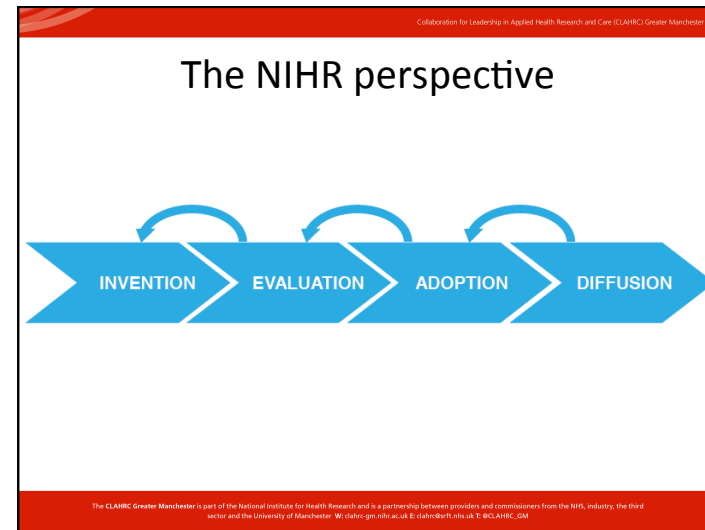 Collaboration for Leadership in Applied Health Research and Care (CLAHRC) Greater Manchester
The NIHR perspective
INVENTION EVALUATION ADOPTION DIFFUSION
The CLAHRC Greater Manchester is part of the National Institute for Health Research and is a partnership between providers and commissioners from the NHS, industry, the third
sector and the University of Manchester W: clahrc-gm.nihr.ac.uk E: clahrc@srft.nhs.uk T: @CLAHRC_GM